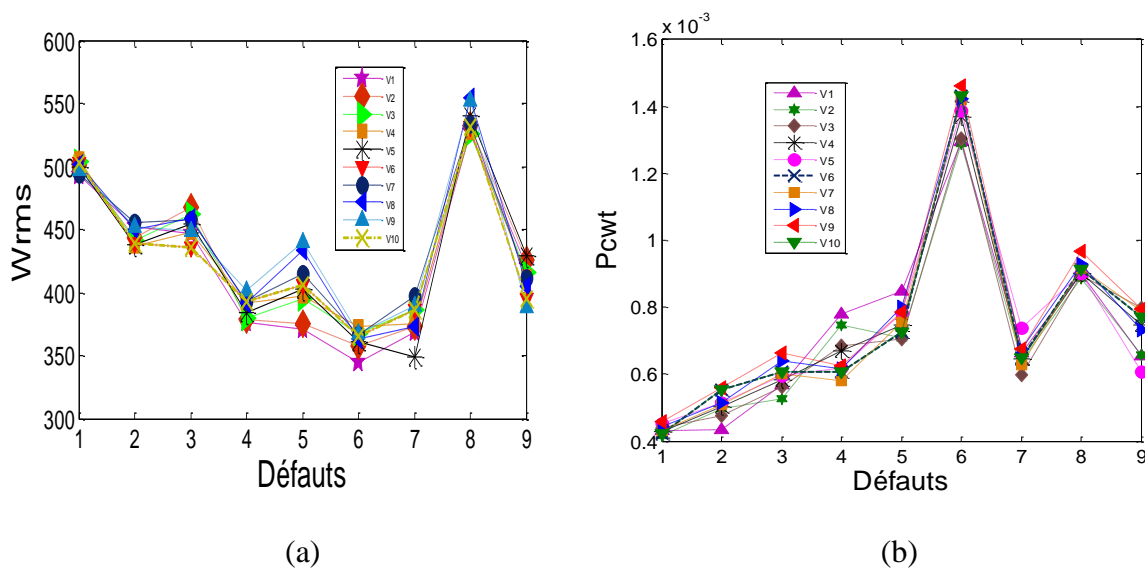 600
550
500
450
400
350
300
Wrms
1 2 3 4 5 6 7 8 9
Défauts
V1
V2
V3
V4
V5
V6
V7
V8
V9
V10
(a)
x 10⁻³
1.6
1.4
1.2
1
0.8
0.6
0.4
Pcwt
1 2 3 4 5 6 7 8 9
Défauts
V1
V2
V3
V4
V5
V6
V7
V8
V9
V10
(b)